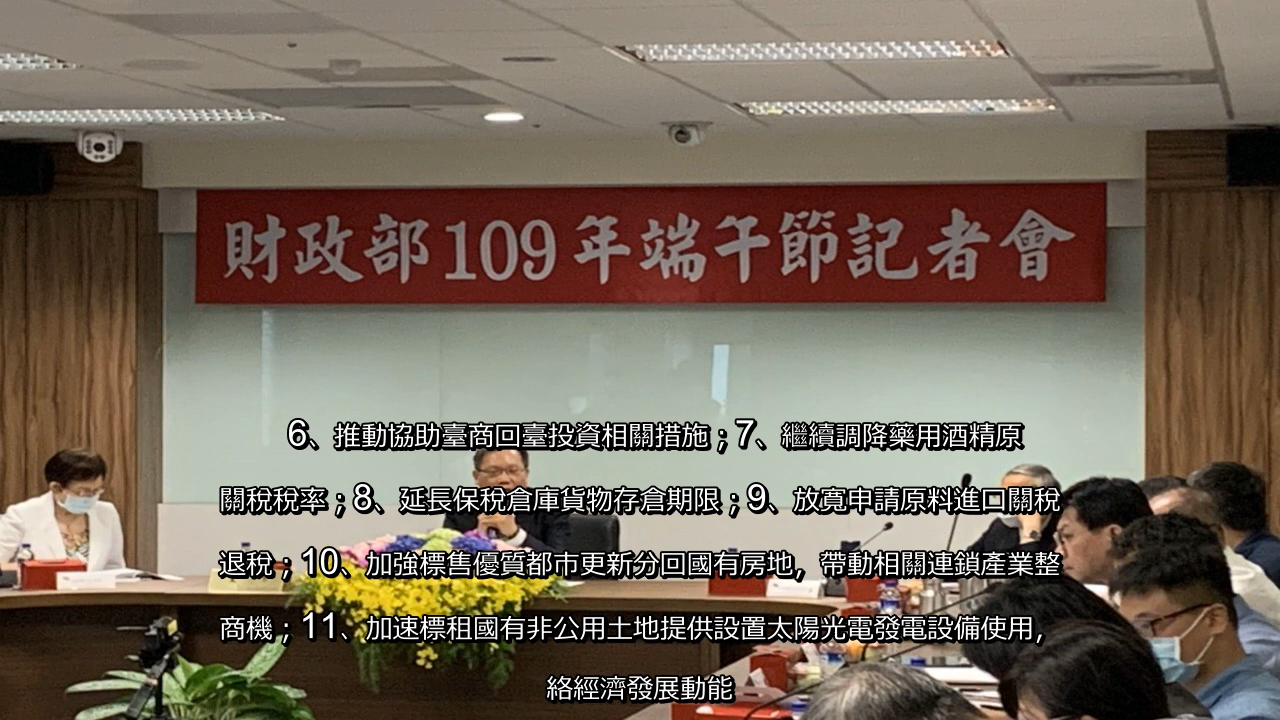 財政部109年端午節記者會
6、推動協助臺商回臺投資相關措施；7、繼續調降藥用酒精原
關稅稅率；8、延長保稅倉庫貨物存倉期限；9、放寬申請原料進口關稅
退稅；10、加強標售優質都市更新分回國有房地，帶動相關連鎖產業整
商機；11、加速標租國有非公用土地提供設置太陽光電發電設備使用，
絡經濟發展動能